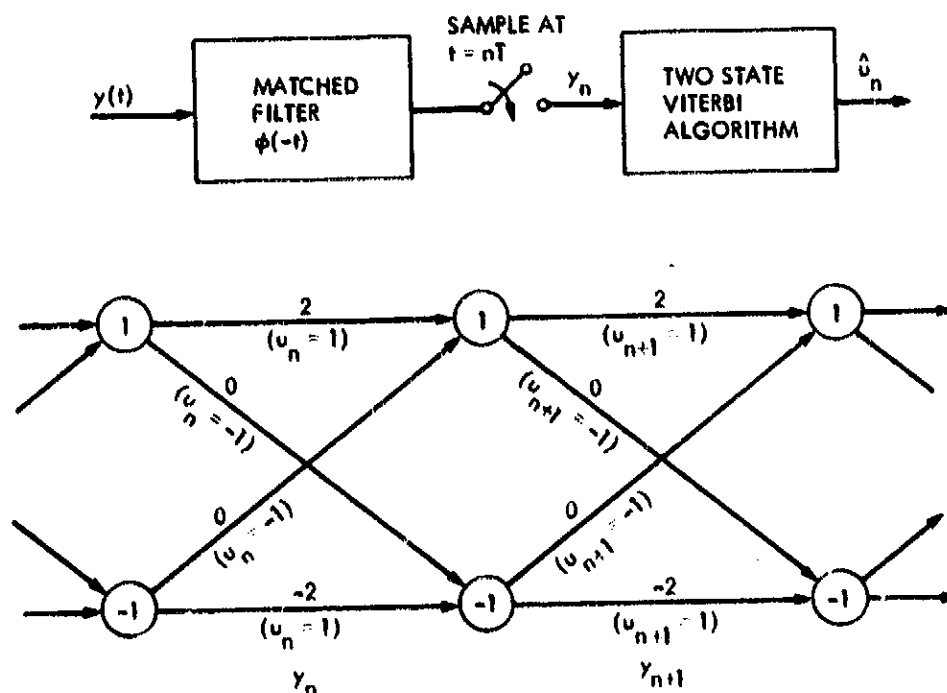 SAMPLE AT
t = nT
y(t)
MATCHED
FILTER
φ(-t)
y_n
TWO STATE
VITERBI
ALGORITHM
û_n
1
2
(u_n = 1)
1
2
(u_{n+1} = 1)
1
0
(u_n = -1)
0
(u_{n+1} = -1)
0
(u_n = -1)
0
(u_{n+1} = -1)
-1
-2
(u_n = 1)
-1
-2
(u_{n+1} = 1)
-1
y_n
y_{n+1}